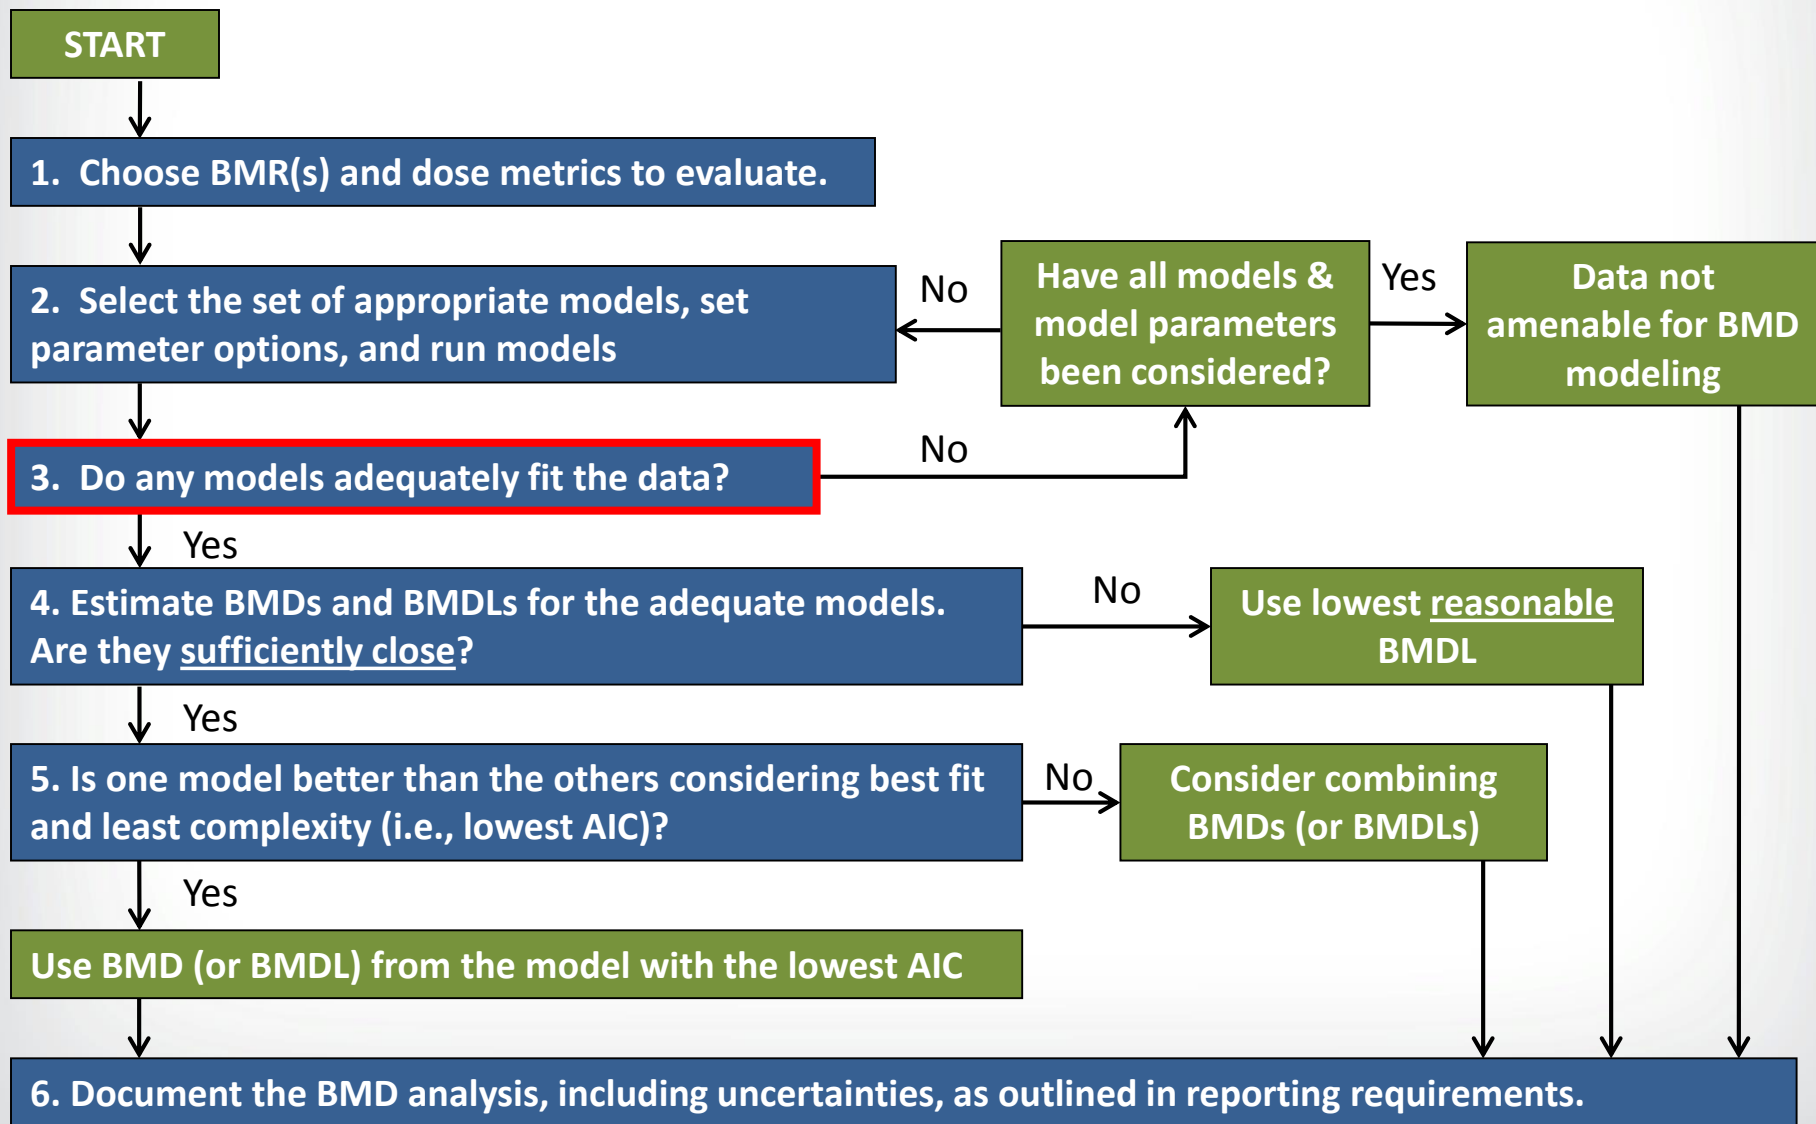 START
1. Choose BMR(s) and dose metrics to evaluate.
2. Select the set of appropriate models, set
parameter options, and run models
No
Have all models &
model parameters
been considered?
Yes
Data not
amenable for BMD
modeling
3. Do any models adequately fit the data?
No
Yes
4. Estimate BMDs and BMDLs for the adequate models.
Are they sufficiently close?
No
Use lowest reasonable
BMDL
Yes
5. Is one model better than the others considering best fit
and least complexity (i.e., lowest AIC)?
No
Consider combining
BMDs (or BMDLs)
Yes
Use BMD (or BMDL) from the model with the lowest AIC
6. Document the BMD analysis, including uncertainties, as outlined in reporting requirements.